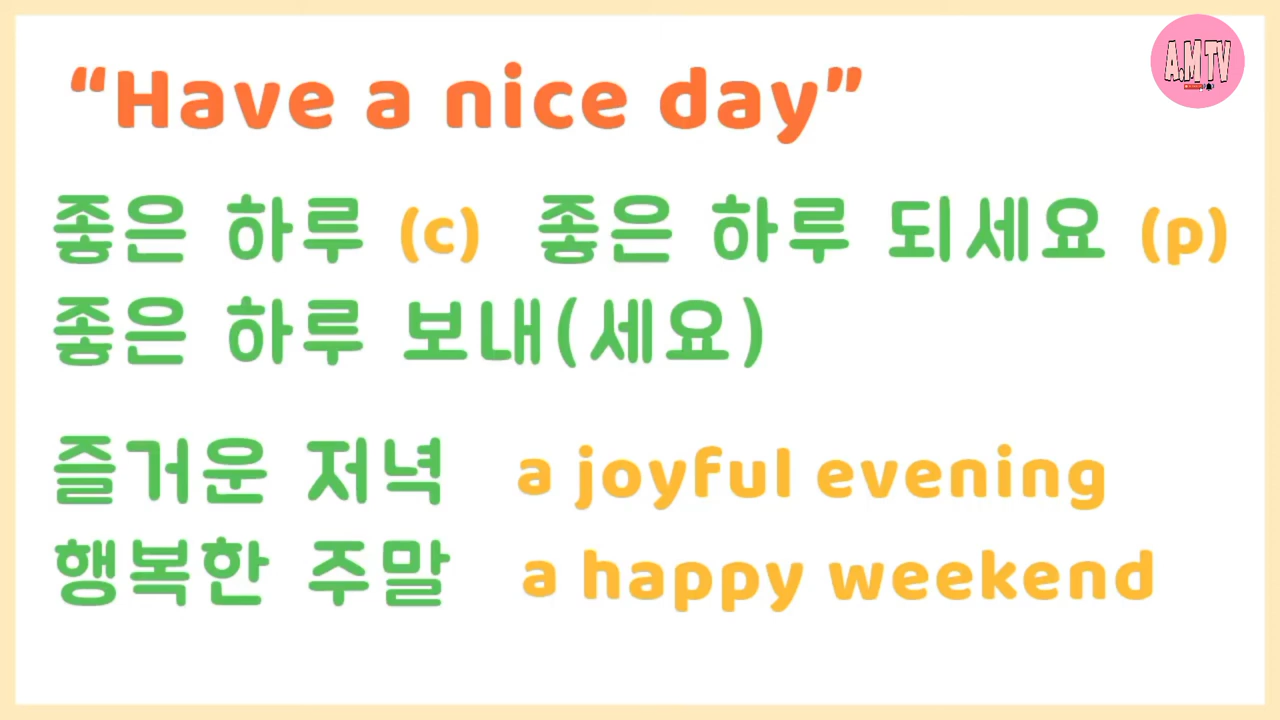 “Have a nice day”
A.M TV
좋은 하루 (c) 좋은 하루 되세요 (p)
좋은 하루 보내(세요)
즐거운 저녁 a joyful evening
행복한 주말 a happy weekend